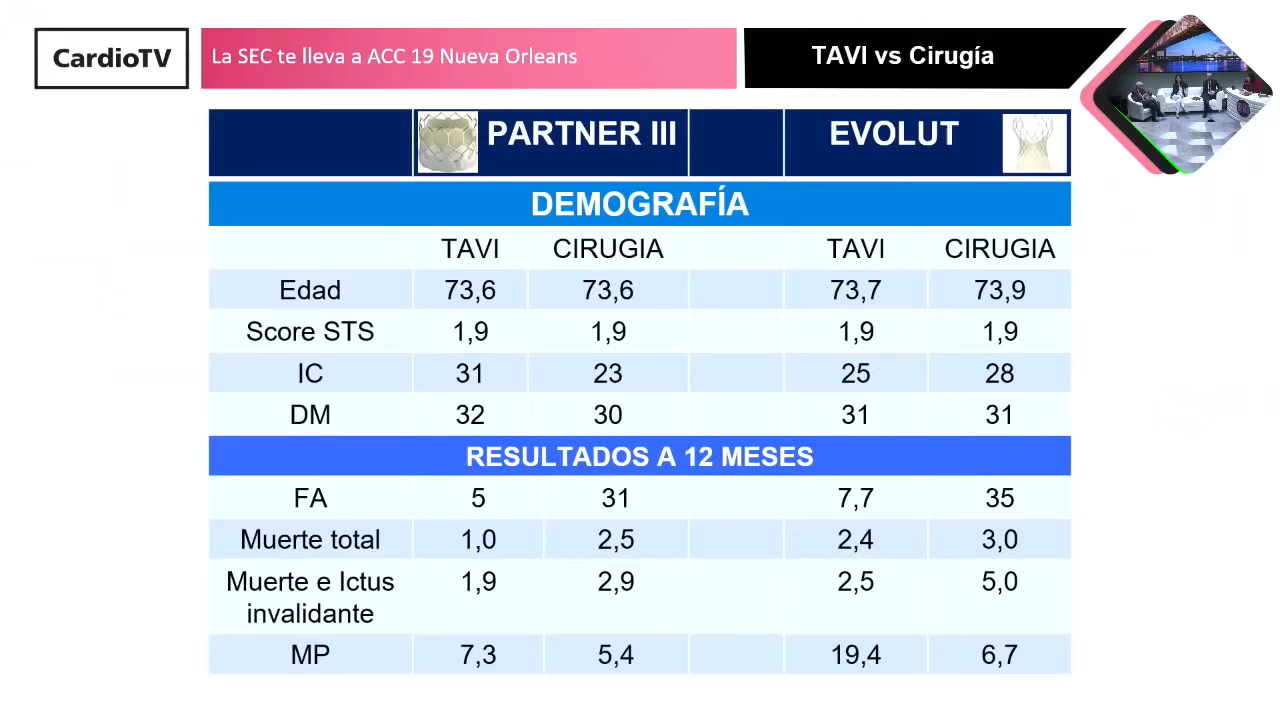 CardioTV
La SEC te lleva a ACC 19 Nueva Orleans
TAVI vs Cirugía
PARTNER III EVOLUT
DEMOGRAFÍA
TAVI CIRUGIA TAVI CIRUGIA
Edad 73,6 73,6 73,7 73,9
Score STS 1,9 1,9 1,9 1,9
IC 31 23 25 28
DM 32 30 31 31
RESULTADOS A 12 MESES
FA 5 31 7,7 35
Muerte total 1,0 2,5 2,4 3,0
Muerte e Ictus 1,9 2,9 2,5 5,0
invalidante
MP 7,3 5,4 19,4 6,7